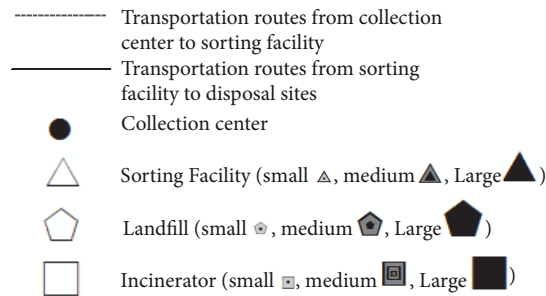 Transportation routes from collection
center to sorting facility
Transportation routes from sorting
facility to disposal sites
Collection center
Sorting Facility (small , medium , Large )
Landfill (small , medium , Large )
Incinerator (small , medium , Large )